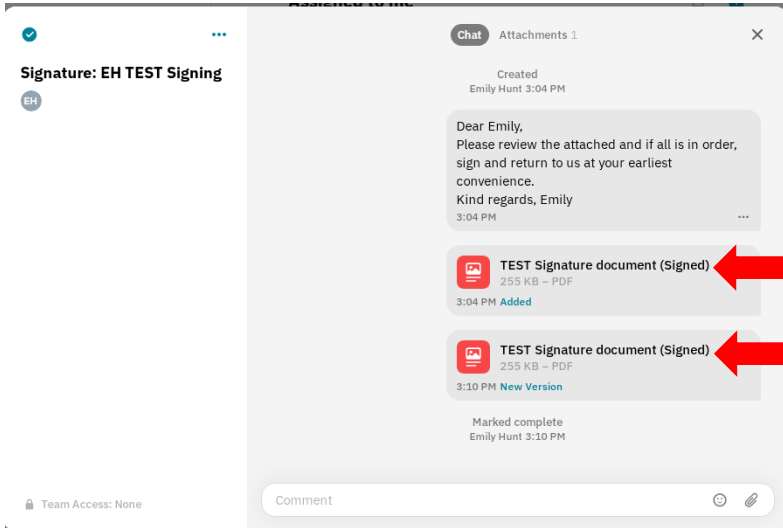 Assigned to me
Signature: EH TEST Signing
EH
Team Access: None
Chat Attachments 1
Created
Emily Hunt 3:04 PM
Dear Emily,
Please review the attached and if all is in order,
sign and return to us at your earliest
convenience.
Kind regards, Emily
3:04 PM
TEST Signature document (Signed)
255 KB – PDF
3:04 PM Added
TEST Signature document (Signed)
255 KB – PDF
3:10 PM New Version
Marked complete
Emily Hunt 3:10 PM
Comment